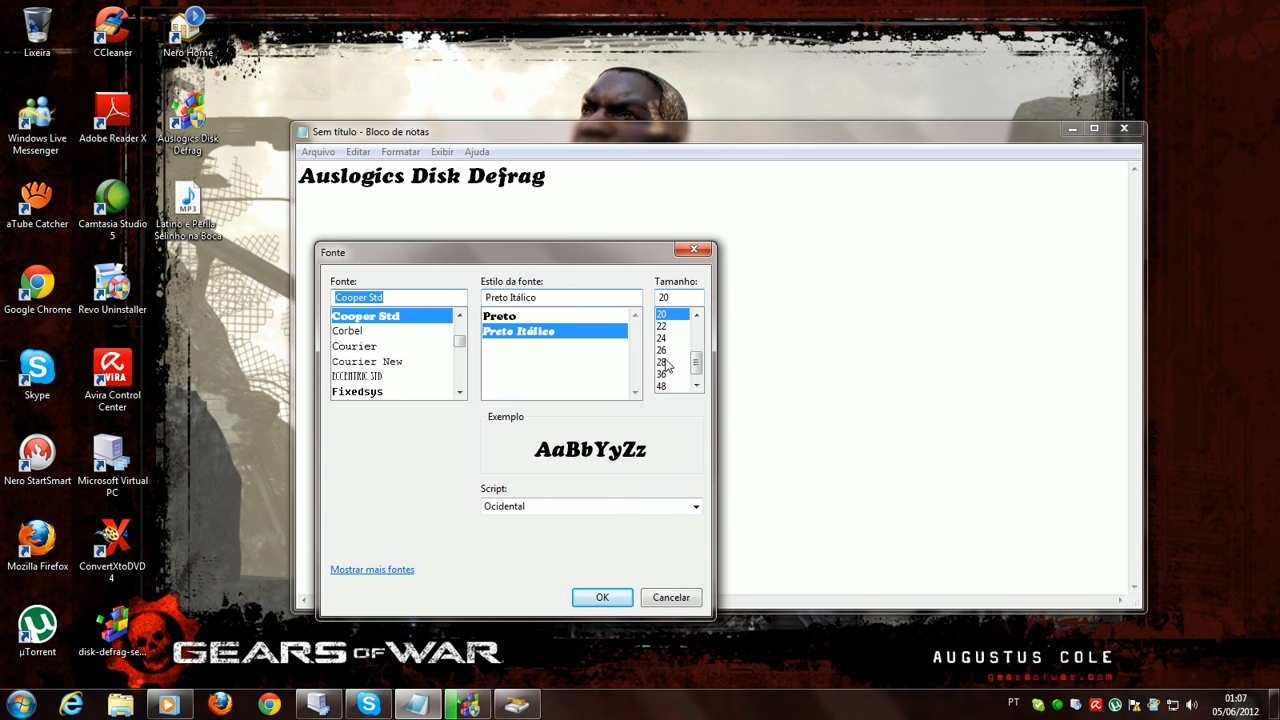 Lixeira
CCleaner
Nero Home
Windows Live
Messenger
Adobe Reader X
Auslogics Disk
Defrag
aTube Catcher
Camtasia Studio
5
MP3
Latino e Perlla
Selinho na Boca
Google Chrome
Revo Uninstaller
Skype
AVIRA
Avira Control
Center
Nero StartSmart
Microsoft Virtual
PC
Mozilla Firefox
ConvertXtoDVD
4
µTorrent
disk-defrag-se...
Sem título - Bloco de notas
Arquivo Editar Formatar Exibir Ajuda
Auslogics Disk Defrag
Fonte
Fonte:
Cooper Std
Cooper Std
Corbel
Courier
Courier New
Eccentric Std
Fixedsys
Estilo da fonte:
Preto Itálico
Preto
Preto Itálico
Tamanho:
20
20
22
24
26
28
36
48
Exemplo
AaBbYyZz
Script:
Ocidental
Mostrar mais fontes
OK
Cancelar
GEARS OF WAR
AUGUSTUS COLE
gearsofwar.com
PT
01:07
05/06/2012